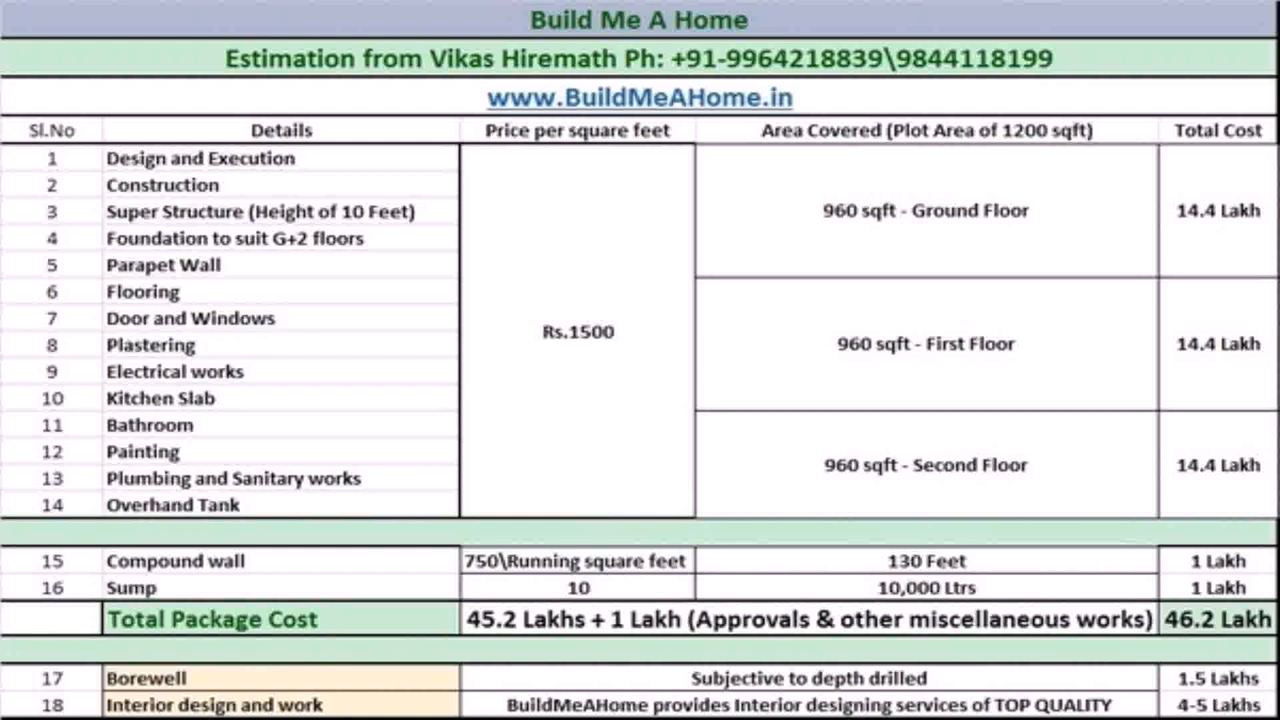 Build Me A Home
Estimation from Vikas Hiremath Ph: +91-9964218839\9844118199
www.BuildMeAHome.in
Sl.No Details Price per square feet Area Covered (Plot Area of 1200 sqft) Total Cost
1 Design and Execution
2 Construction
3 Super Structure (Height of 10 Feet) 960 sqft - Ground Floor 14.4 Lakh
4 Foundation to suit G+2 floors
5 Parapet Wall
6 Flooring
7 Door and Windows Rs.1500
8 Plastering 960 sqft - First Floor 14.4 Lakh
9 Electrical works
10 Kitchen Slab
11 Bathroom
12 Painting 960 sqft - Second Floor 14.4 Lakh
13 Plumbing and Sanitary works
14 Overhand Tank
15 Compound wall 750\Running square feet 130 Feet 1 Lakh
16 Sump 10 10,000 Ltrs 1 Lakh
Total Package Cost 45.2 Lakhs + 1 Lakh (Approvals & other miscellaneous works) 46.2 Lakh
17 Borewell Subjective to depth drilled 1.5 Lakhs
18 Interior design and work BuildMeAHome provides Interior designing services of TOP QUALITY 4-5 Lakhs